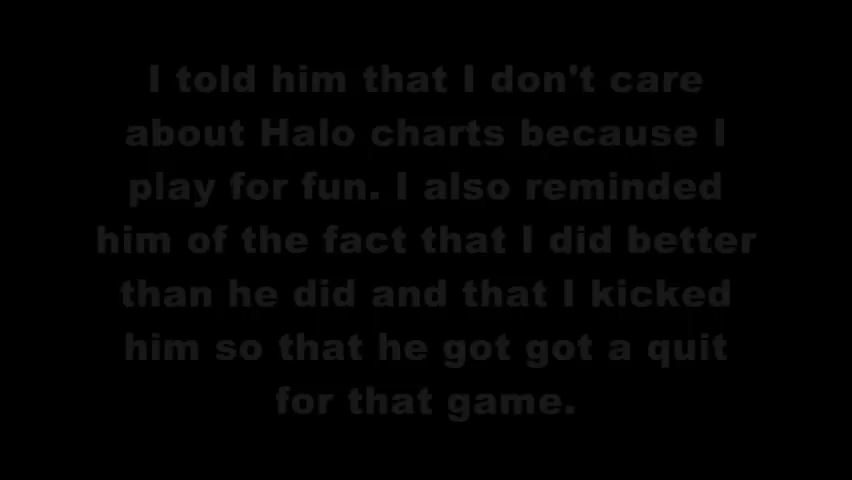 I told him that I don't care
about Halo charts because I
play for fun. I also reminded
him of the fact that I did better
than he did and that I kicked
him so that he got got a quit
for that game.